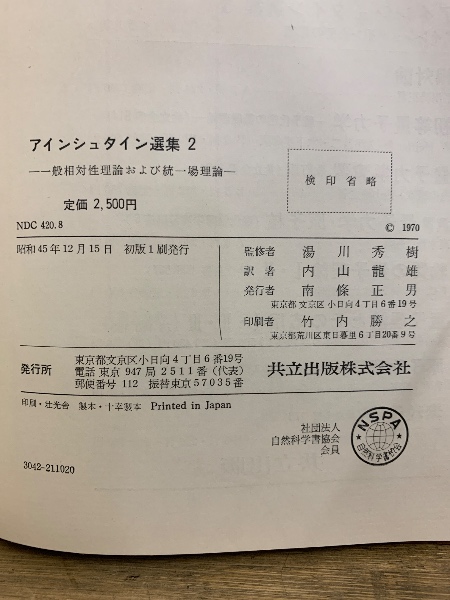 アインシュタイン選集 2
——一般相対性理論および統一場理論——
定価 2,500円
検印省略
NDC 420.8
© 1970
昭和45年12月15日 初版1刷発行
監修者 湯川秀樹
訳者 内山龍雄
発行者 南條正男
東京都文京区小日向4丁目6番19号
印刷者 竹内勝之
東京都荒川区東日暮里6丁目20番9号
発行所
東京都文京区小日向4丁目6番19号
電話 東京 947局 2511番 (代表)
郵便番号 112 振替東京57035番
共立出版株式会社
印刷・壮光舎 製本・十幸製本 Printed in Japan
社団法人
自然科学書協会
会員
NSPA
自然科学書協会
3042-211020